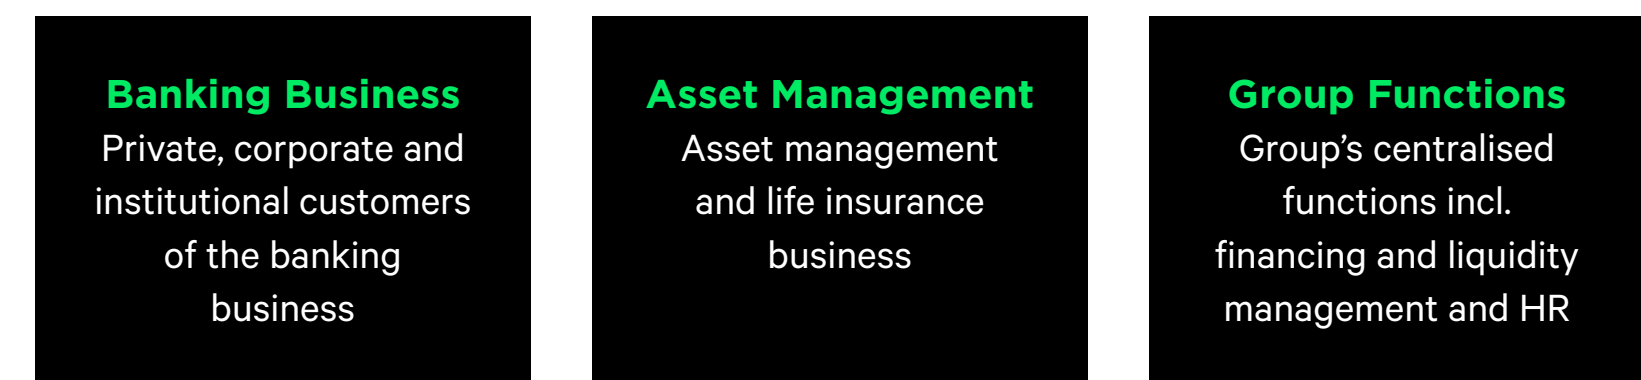 Banking Business
Private, corporate and
institutional customers
of the banking
business
Asset Management
Asset management
and life insurance
business
Group Functions
Group’s centralised
functions incl.
financing and liquidity
management and HR